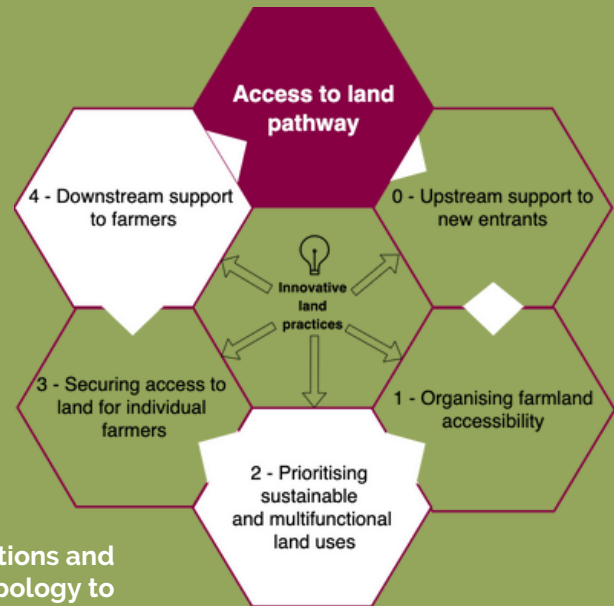 Access to land
pathway
4 - Downstream support
to farmers
0 - Upstream support to
new entrants
Innovative
land
practices
3 - Securing access to
land for individual
farmers
1 - Organising farmland
accessibility
2 - Prioritising
sustainable
and multifunctional
land uses
tions and
pology to